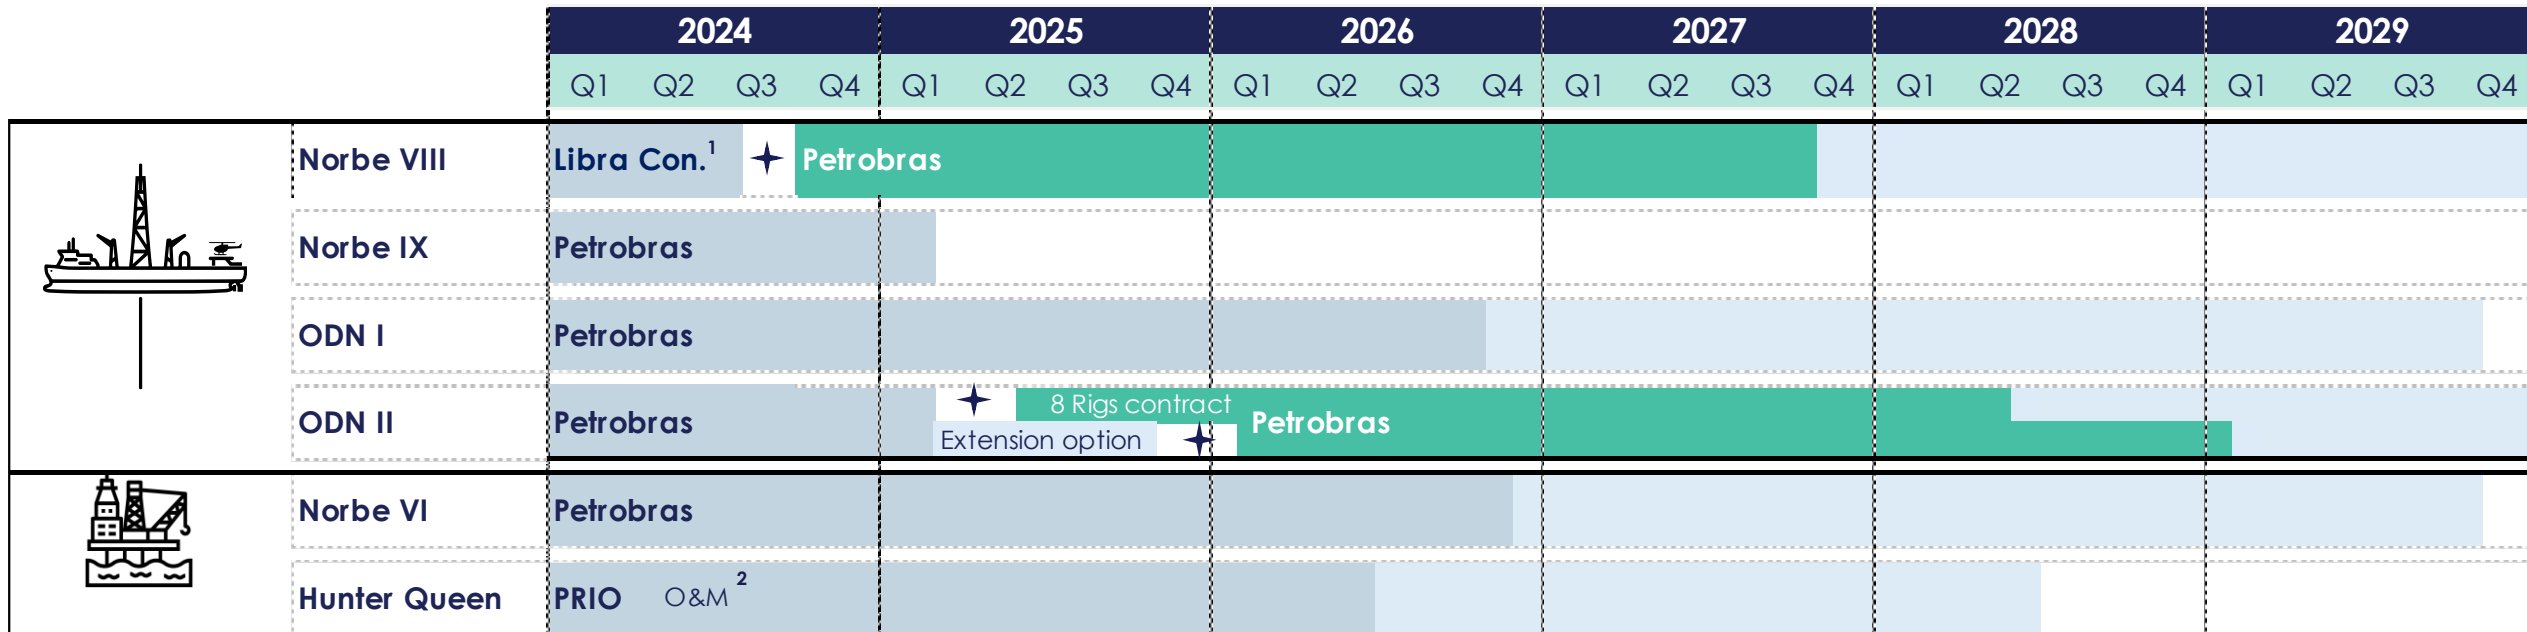 2024 2025 2026 2027 2028 2029
Q1 Q2 Q3 Q4 Q1 Q2 Q3 Q4 Q1 Q2 Q3 Q4 Q1 Q2 Q3 Q4 Q1 Q2 Q3 Q4 Q1 Q2 Q3 Q4
Norbe VIII Libra Con.1 Petrobras
Norbe IX Petrobras
ODN I Petrobras
8 Rigs contract
ODN II Petrobras Petrobras
Extension option
Norbe VI Petrobras
Hunter Queen PRIO O&M 2